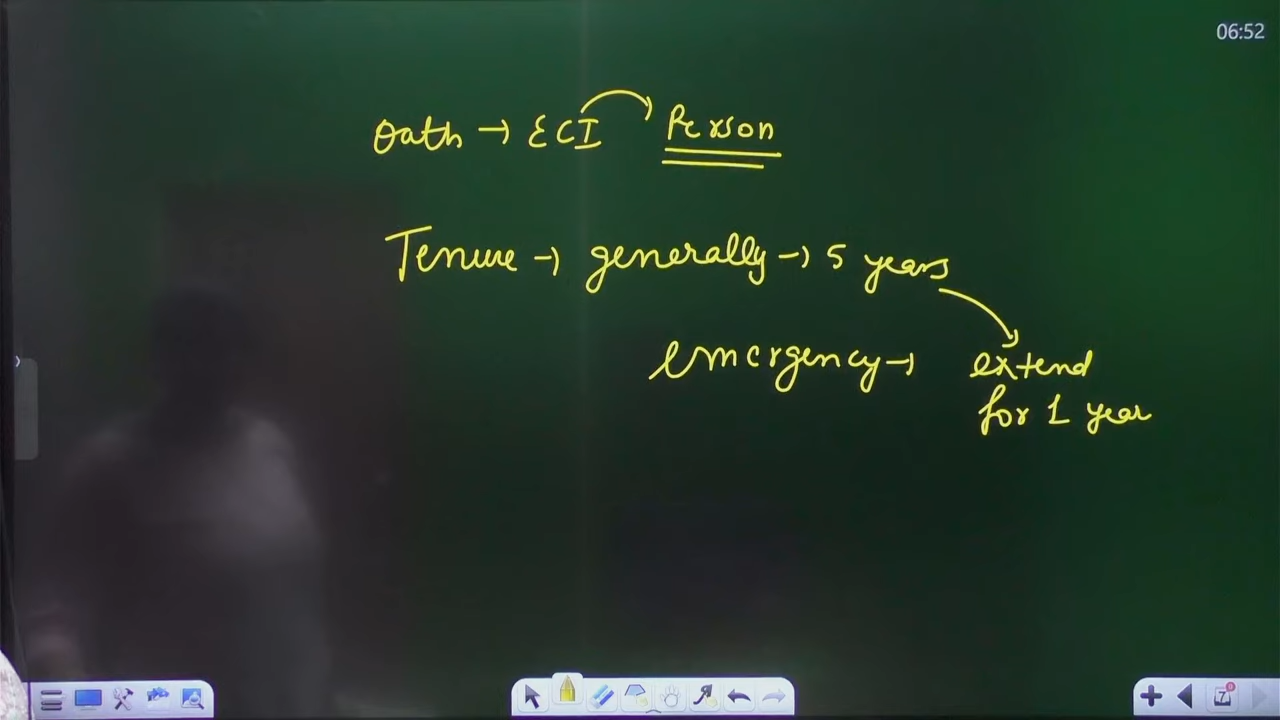 06:52
Oath → ECI → Person
Tenure → generally → 5 years
emergency → extend
for 1 year